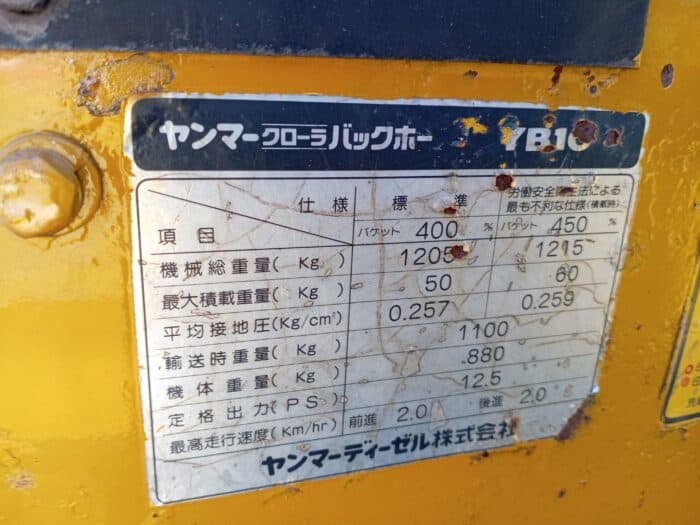 ヤンマークローラバックホー YB10
仕様 標準 労働安全衛生法による
最も不利な仕様(積載時)
項目 バケット 400 % バケット 450 %
機械総重量(Kg) 1205 1215
最大積載重量(Kg) 50 60
平均接地圧(Kg/cm²) 0.257 0.259
輸送時重量(Kg) 1100
機体重量(Kg) 880
定格出力(PS) 12.5
最高走行速度(Km/hr) 前進 2.0 後進 2.0
ヤンマーディーゼル株式会社